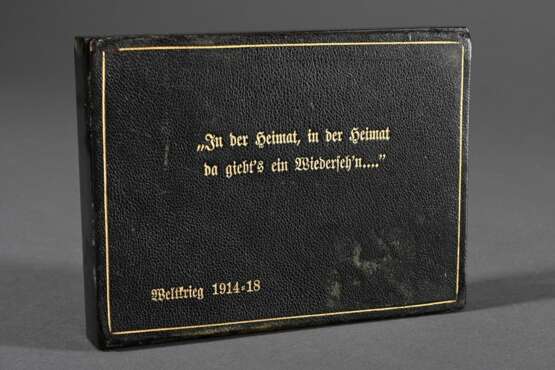 „In der Heimat, in der Heimat
da giebt's ein Wiederseh'n....”
Weltkrieg 1914-18